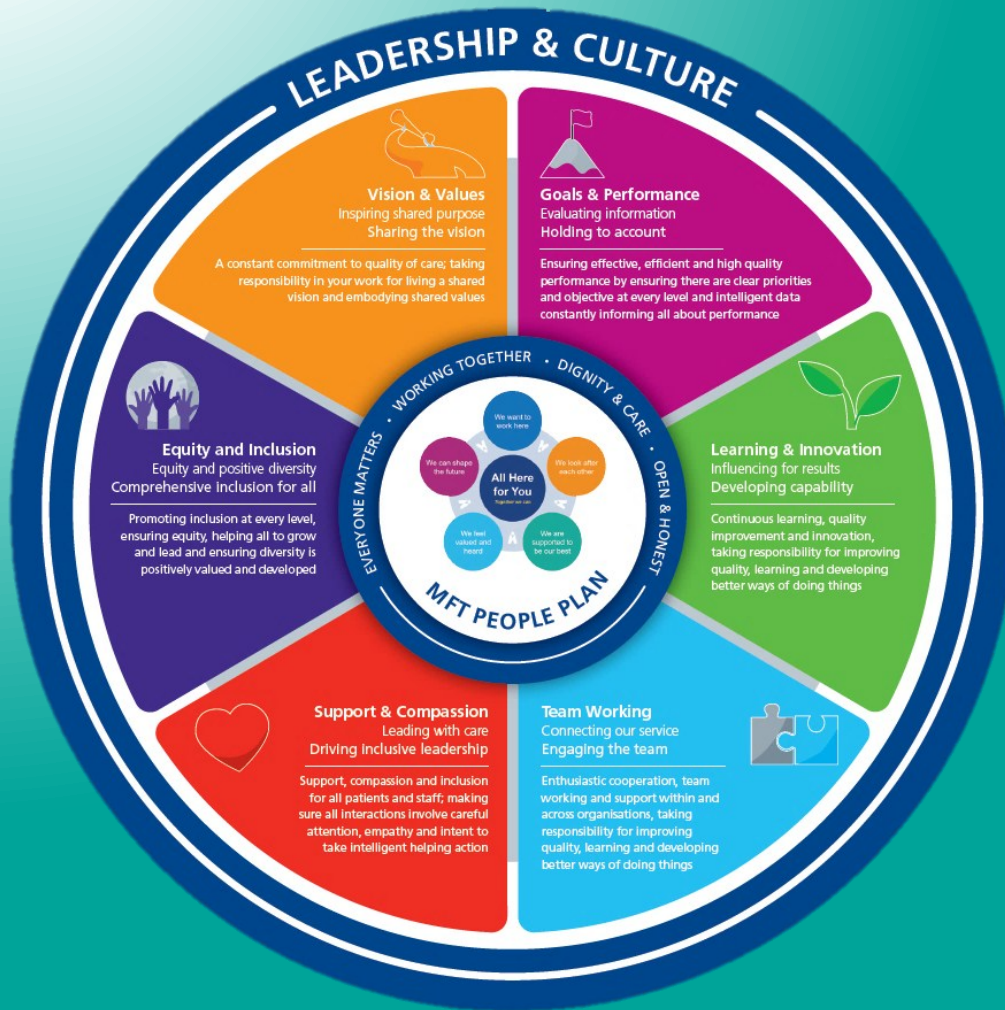 LEADERSHIP & CULTURE
Vision & Values
Inspiring shared purpose
Sharing the vision
A constant commitment to quality of care; taking
responsibility in your work for living a shared
vision and embodying shared values
Goals & Performance
Evaluating information
Holding to account
Ensuring effective, efficient and high quality
performance by ensuring there are clear priorities
and objective at every level and intelligent data
constantly informing all about performance
Equity and Inclusion
Equity and positive diversity
Comprehensive inclusion for all
Promoting inclusion at every level,
ensuring equity, helping all to grow
and lead and ensuring diversity is
positively valued and developed
EVERYONE MATTERS • WORKING TOGETHER • DIGNITY & CARE • OPEN & HONEST
We want to
work here
We can shape
the future
We look after
each other
All Here
for You
Together we can
We feel
valued and
heard
We are
supported to
be our best
MFT PEOPLE PLAN
Learning & Innovation
Influencing for results
Developing capability
Continuous learning, quality
improvement and innovation,
taking responsibility for improving
quality, learning and developing
better ways of doing things
Support & Compassion
Leading with care
Driving inclusive leadership
Support, compassion and inclusion
for all patients and staff; making
sure all interactions involve careful
attention, empathy and intent to
take intelligent helping action
Team Working
Connecting our service
Engaging the team
Enthusiastic cooperation, team
working and support within and
across organisations, taking
responsibility for improving
quality, learning and developing
better ways of doing things